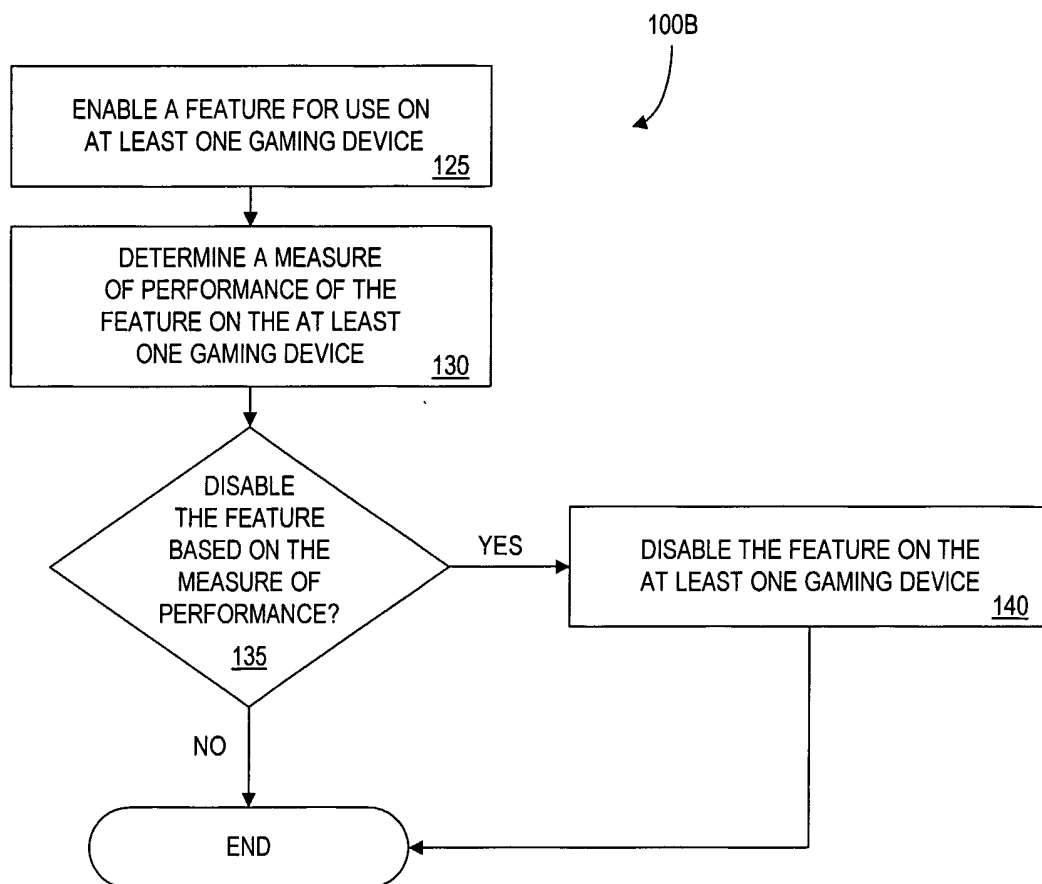 100B
ENABLE A FEATURE FOR USE ON
AT LEAST ONE GAMING DEVICE
125
DETERMINE A MEASURE
OF PERFORMANCE OF THE
FEATURE ON THE AT LEAST
ONE GAMING DEVICE
130
DISABLE
THE FEATURE
BASED ON THE
MEASURE OF
PERFORMANCE?
135
YES
DISABLE THE FEATURE ON THE
AT LEAST ONE GAMING DEVICE
140
NO
END